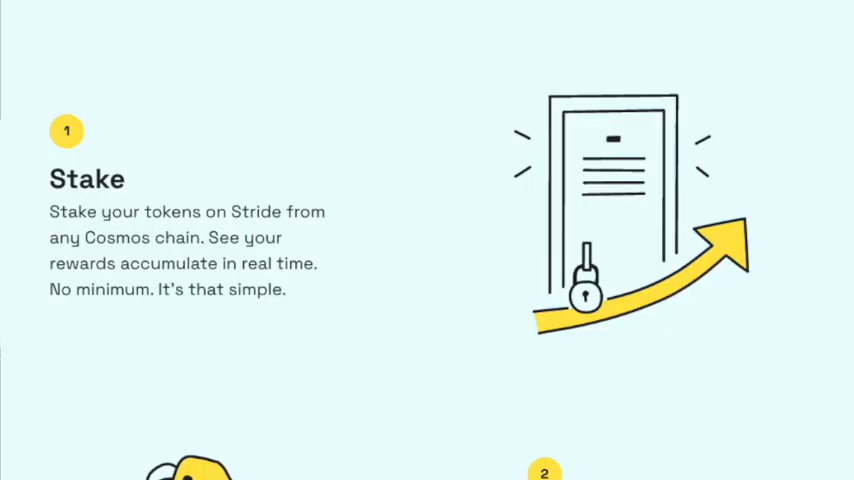 1
Stake
Stake your tokens on Stride from
any Cosmos chain. See your
rewards accumulate in real time.
No minimum. It's that simple.
2